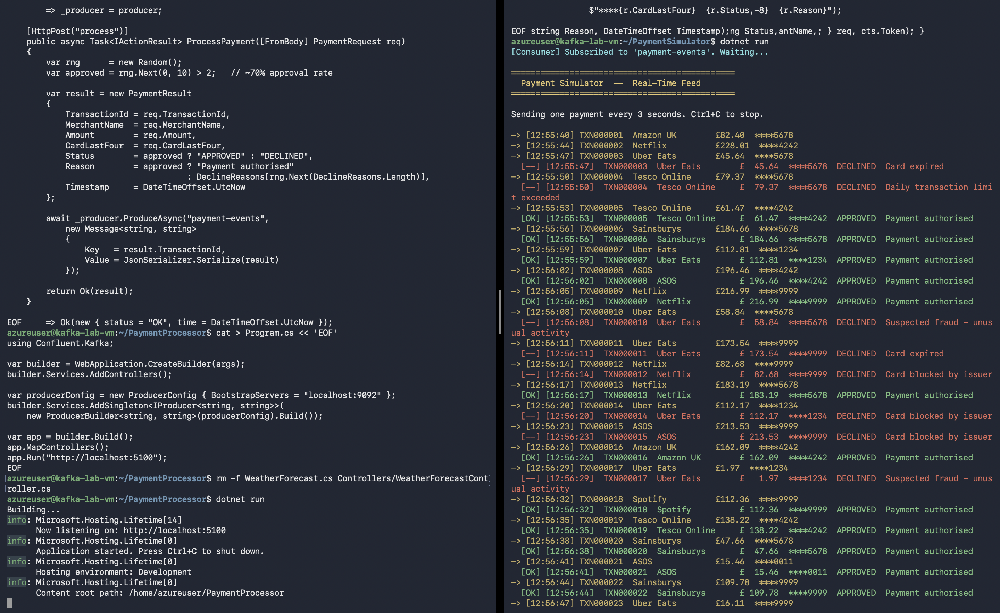 => _producer = producer;

    [HttpPost("process")]
    public async Task<IActionResult> ProcessPayment([FromBody] PaymentRequest req)
    {
        var rng      = new Random();
        var approved = rng.Next(0, 10) > 2;   // ~70% approval rate

        var result = new PaymentResult
        {
            TransactionId = req.TransactionId,
            MerchantName  = req.MerchantName,
            Amount        = req.Amount,
            CardLastFour  = req.CardLastFour,
            Status        = approved ? "APPROVED" : "DECLINED",
            Reason        = approved ? "Payment authorised"
                                     : DeclineReasons[rng.Next(DeclineReasons.Length)],
            Timestamp     = DateTimeOffset.UtcNow
        };

        await _producer.ProduceAsync("payment-events",
            new Message<string, string>
            {
                Key   = result.TransactionId,
                Value = JsonSerializer.Serialize(result)
            });

        return Ok(result);
    }

EOF     => Ok(new { status = "OK", time = DateTimeOffset.UtcNow });
azureuser@kafka-lab-vm:~/PaymentProcessor$ cat > Program.cs << 'EOF'
using Confluent.Kafka;

var builder = WebApplication.CreateBuilder(args);
builder.Services.AddControllers();

var producerConfig = new ProducerConfig { BootstrapServers = "localhost:9092" };
builder.Services.AddSingleton<IProducer<string, string>>(
    new ProducerBuilder<string, string>(producerConfig).Build());

var app = builder.Build();
app.MapControllers();
app.Run("http://localhost:5100");
EOF
[azureuser@kafka-lab-vm:~/PaymentProcessor$ rm -f WeatherForecast.cs Controllers/WeatherForecastCont]
[roller.cs ]
azureuser@kafka-lab-vm:~/PaymentProcessor$ dotnet run
Building...
info: Microsoft.Hosting.Lifetime[14]
      Now listening on: http://localhost:5100
info: Microsoft.Hosting.Lifetime[0]
      Application started. Press Ctrl+C to shut down.
info: Microsoft.Hosting.Lifetime[0]
      Hosting environment: Development
info: Microsoft.Hosting.Lifetime[0]
      Content root path: /home/azureuser/PaymentProcessor
                $"****{r.CardLastFour}  {r.Status,-8}  {r.Reason}");

EOF string Reason, DateTimeOffset Timestamp);ng Status,antName,; } req, cts.Token); }
azureuser@kafka-lab-vm:~/PaymentSimulator$ dotnet run
[Consumer] Subscribed to 'payment-events'. Waiting...

==============================================
  Payment Simulator  --  Real-Time Feed
==============================================

Sending one payment every 3 seconds. Ctrl+C to stop.

-> [12:55:40] TXN000001  Amazon UK        £82.40  ****5678
-> [12:55:44] TXN000002  Netflix          £228.01  ****4242
-> [12:55:47] TXN000003  Uber Eats        £45.64  ****5678
  [--] [12:55:47]  TXN000003  Uber Eats        £  45.64  ****5678  DECLINED  Card expired
-> [12:55:50] TXN000004  Tesco Online     £79.37  ****5678
  [--] [12:55:50]  TXN000004  Tesco Online     £  79.37  ****5678  DECLINED  Daily transaction limi
t exceeded
-> [12:55:53] TXN000005  Tesco Online     £61.47  ****4242
  [OK] [12:55:53]  TXN000005  Tesco Online     £  61.47  ****4242  APPROVED  Payment authorised
-> [12:55:56] TXN000006  Sainsburys       £184.66  ****5678
  [OK] [12:55:56]  TXN000006  Sainsburys       £ 184.66  ****5678  APPROVED  Payment authorised
-> [12:55:59] TXN000007  Uber Eats        £112.81  ****1234
  [OK] [12:55:59]  TXN000007  Uber Eats        £ 112.81  ****1234  APPROVED  Payment authorised
-> [12:56:02] TXN000008  ASOS             £196.46  ****4242
  [OK] [12:56:02]  TXN000008  ASOS             £ 196.46  ****4242  APPROVED  Payment authorised
-> [12:56:05] TXN000009  Netflix          £216.99  ****9999
  [OK] [12:56:05]  TXN000009  Netflix          £ 216.99  ****9999  APPROVED  Payment authorised
-> [12:56:08] TXN000010  Uber Eats        £58.84  ****5678
  [--] [12:56:08]  TXN000010  Uber Eats        £  58.84  ****5678  DECLINED  Suspected fraud - unus
ual activity
-> [12:56:11] TXN000011  Uber Eats        £173.54  ****9999
  [--] [12:56:11]  TXN000011  Uber Eats        £ 173.54  ****9999  DECLINED  Card expired
-> [12:56:14] TXN000012  Netflix          £82.68  ****9999
  [--] [12:56:14]  TXN000012  Netflix          £  82.68  ****9999  DECLINED  Card blocked by issuer
-> [12:56:17] TXN000013  Netflix          £183.19  ****5678
  [OK] [12:56:17]  TXN000013  Netflix          £ 183.19  ****5678  APPROVED  Payment authorised
-> [12:56:20] TXN000014  Uber Eats        £112.17  ****1234
  [--] [12:56:20]  TXN000014  Uber Eats        £ 112.17  ****1234  DECLINED  Card blocked by issuer
-> [12:56:23] TXN000015  ASOS             £213.53  ****9999
  [--] [12:56:23]  TXN000015  ASOS             £ 213.53  ****9999  DECLINED  Card blocked by issuer
-> [12:56:26] TXN000016  Amazon UK        £162.09  ****4242
  [OK] [12:56:26]  TXN000016  Amazon UK        £ 162.09  ****4242  APPROVED  Payment authorised
-> [12:56:29] TXN000017  Uber Eats        £1.97  ****1234
  [--] [12:56:29]  TXN000017  Uber Eats        £   1.97  ****1234  DECLINED  Suspected fraud - unus
ual activity
-> [12:56:32] TXN000018  Spotify          £112.36  ****9999
  [OK] [12:56:32]  TXN000018  Spotify          £ 112.36  ****9999  APPROVED  Payment authorised
-> [12:56:35] TXN000019  Tesco Online     £138.22  ****4242
  [OK] [12:56:35]  TXN000019  Tesco Online     £ 138.22  ****4242  APPROVED  Payment authorised
-> [12:56:38] TXN000020  Sainsburys       £47.66  ****5678
  [OK] [12:56:38]  TXN000020  Sainsburys       £  47.66  ****5678  APPROVED  Payment authorised
-> [12:56:41] TXN000021  ASOS             £15.46  ****0011
  [OK] [12:56:41]  TXN000021  ASOS             £  15.46  ****0011  APPROVED  Payment authorised
-> [12:56:44] TXN000022  Sainsburys       £109.78  ****9999
  [OK] [12:56:44]  TXN000022  Sainsburys       £ 109.78  ****9999  APPROVED  Payment authorised
-> [12:56:47] TXN000023  Uber Eats        £16.11  ****9999